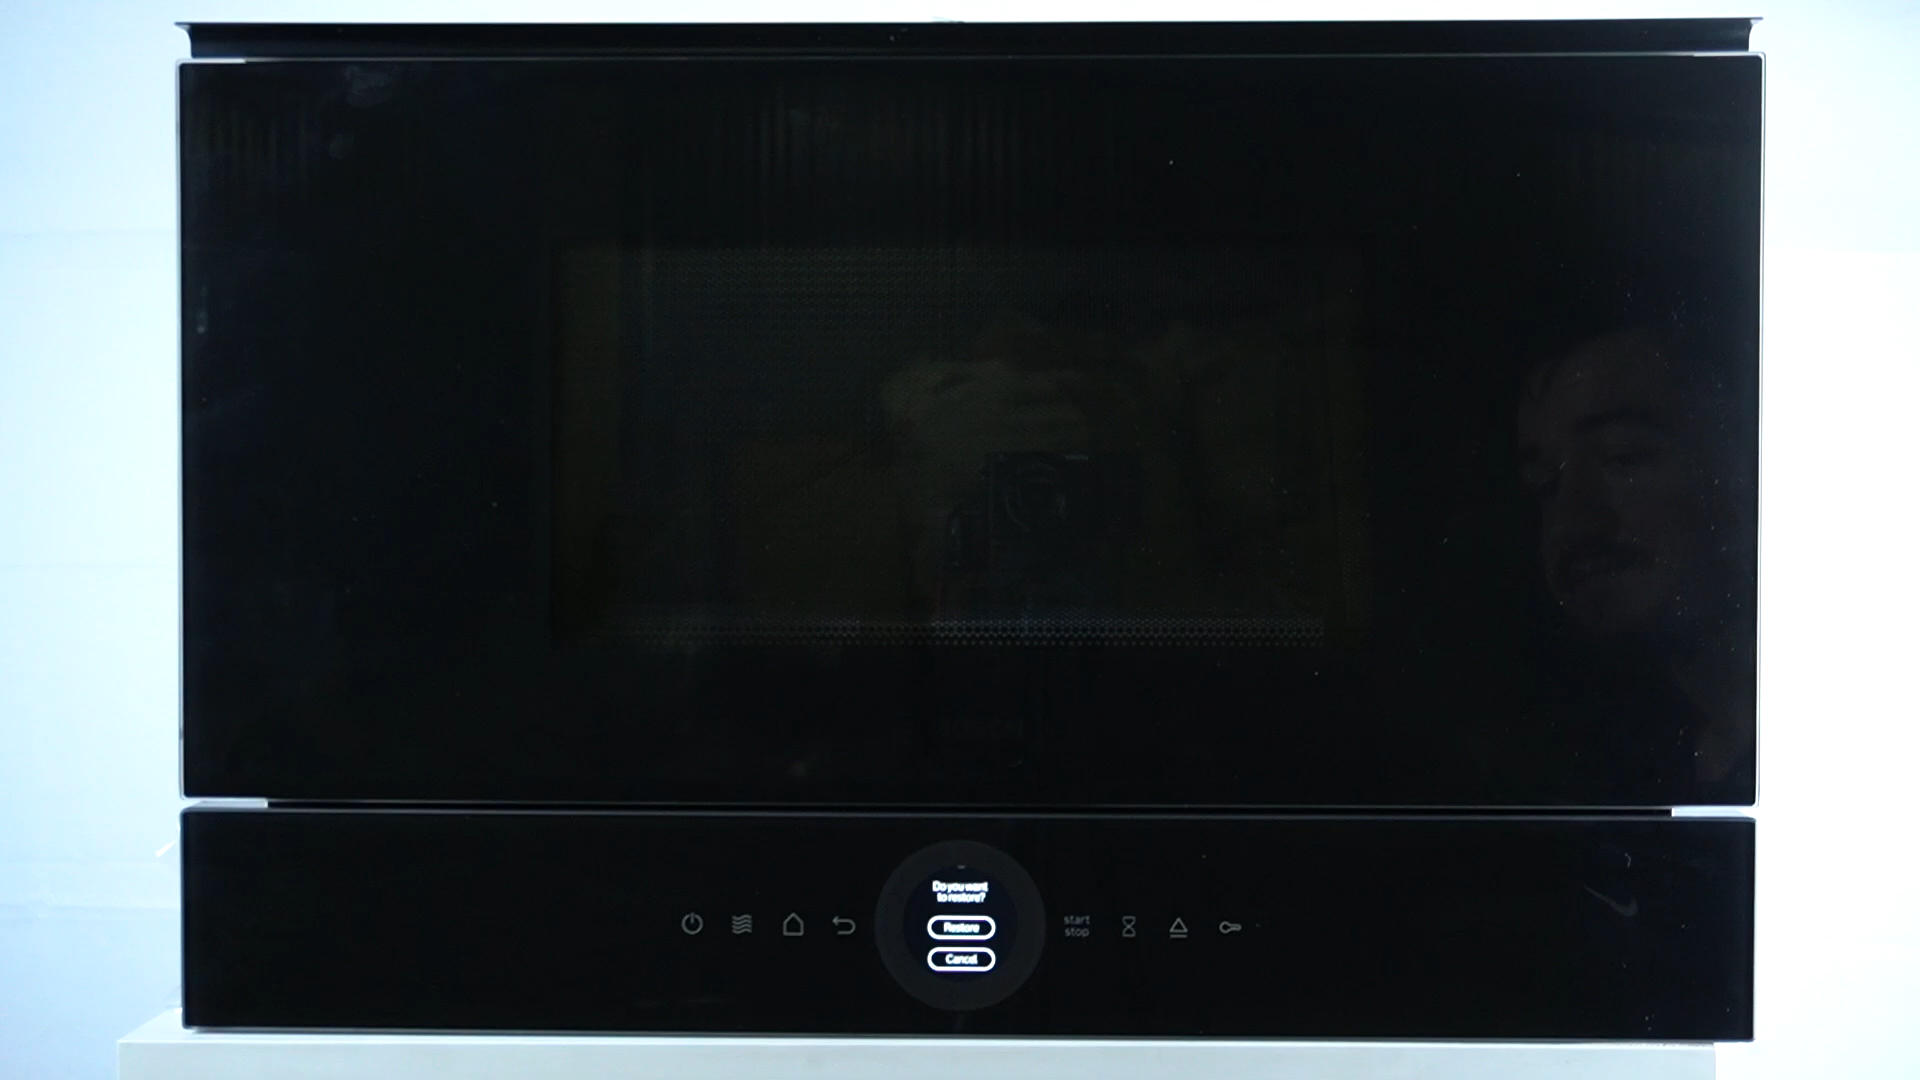 Do you want
to restore?
Restore
Cancel
start
stop